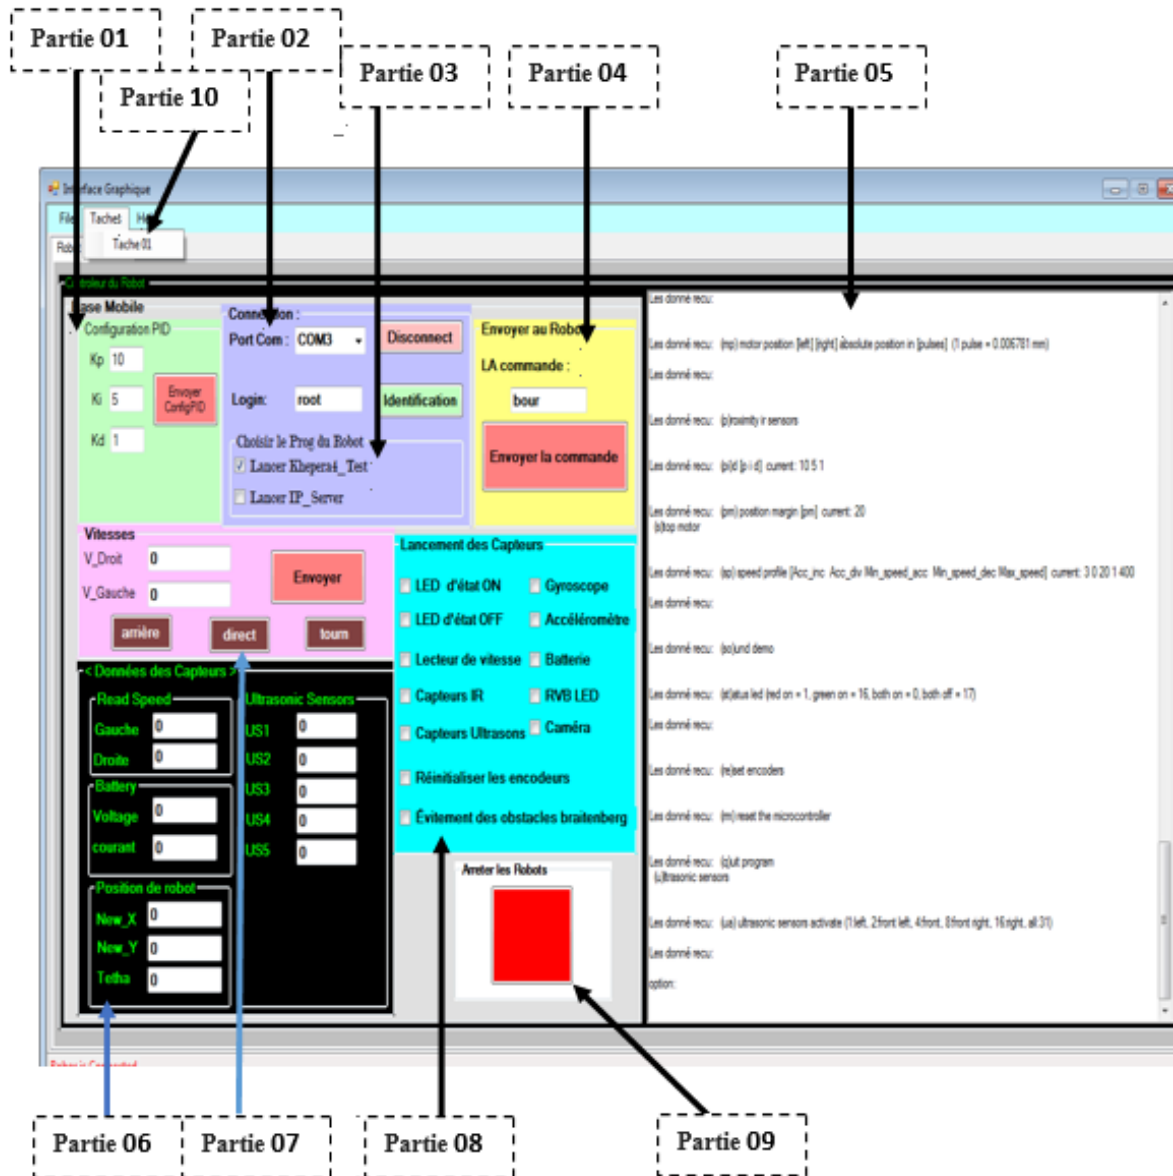 Partie 01
Partie 02
Partie 03
Partie 04
Partie 05
Partie 10
Interface Graphique
File Taches
Tache 01
Controleur du Robot
Base Mobile
Configuration PID
Kp 10
Ki 5
Kd 1
Envoyer
ConfigPID
Connection :
Port Com : COM3
Disconnect
Login: root
Identification
Choisir le Prog du Robot
Lancer Khepera4_Test
Lancer IP_Server
Envoyer au Robot
LA commande :
bour
Envoyer la commande
Vitesses
V_Droit 0
V_Gauche 0
Envoyer
arrière direct tourn
Lancement des Capteurs
LED d'état ON Gyroscope
LED d'état OFF Accéléromètre
Lecteur de vitesse Batterie
Capteurs IR RVB LED
Capteurs Ultrasons Caméra
Réinitialiser les encodeurs
Évitement des obstacles braitenberg
< Données des Capteurs >
Read Speed
Gauche 0
Droite 0
Battery
Voltage 0
courant 0
Position de robot
New_X 0
New_Y 0
Tetha 0
Ultrasonic Sensors
US1 0
US2 0
US3 0
US4 0
US5 0
Arreter les Robots
Les donné recu:
Les donné recu: (mp) motor position [left] [right] absolute position in [pulses] (1 pulse = 0.006781 mm)
Les donné recu:
Les donné recu: (p)roximity ir sensors
Les donné recu: (pi)d [p i d] current: 10 5 1
Les donné recu: (pm) position margin [pm] current: 20
(s)top motor
Les donné recu: (sp) speed profile [Acc_inc Acc_div Min_speed_acc Min_speed_dec Max_speed] current: 3 0 20 1 400
Les donné recu:
Les donné recu: (so)und demo
Les donné recu: (st)atus led (red on = 1, green on = 16, both on = 0, both off = 17)
Les donné recu:
Les donné recu: (re)set encoders
Les donné recu: (rm) reset the microcontroller
Les donné recu: (q)uit program
(u)ltrasonic sensors
Les donné recu: (ua) ultrasonic sensors activate (1:left, 2:front left, 4:front, 8:front right, 16:right, all:31)
Les donné recu:
option:
Partie 06
Partie 07
Partie 08
Partie 09